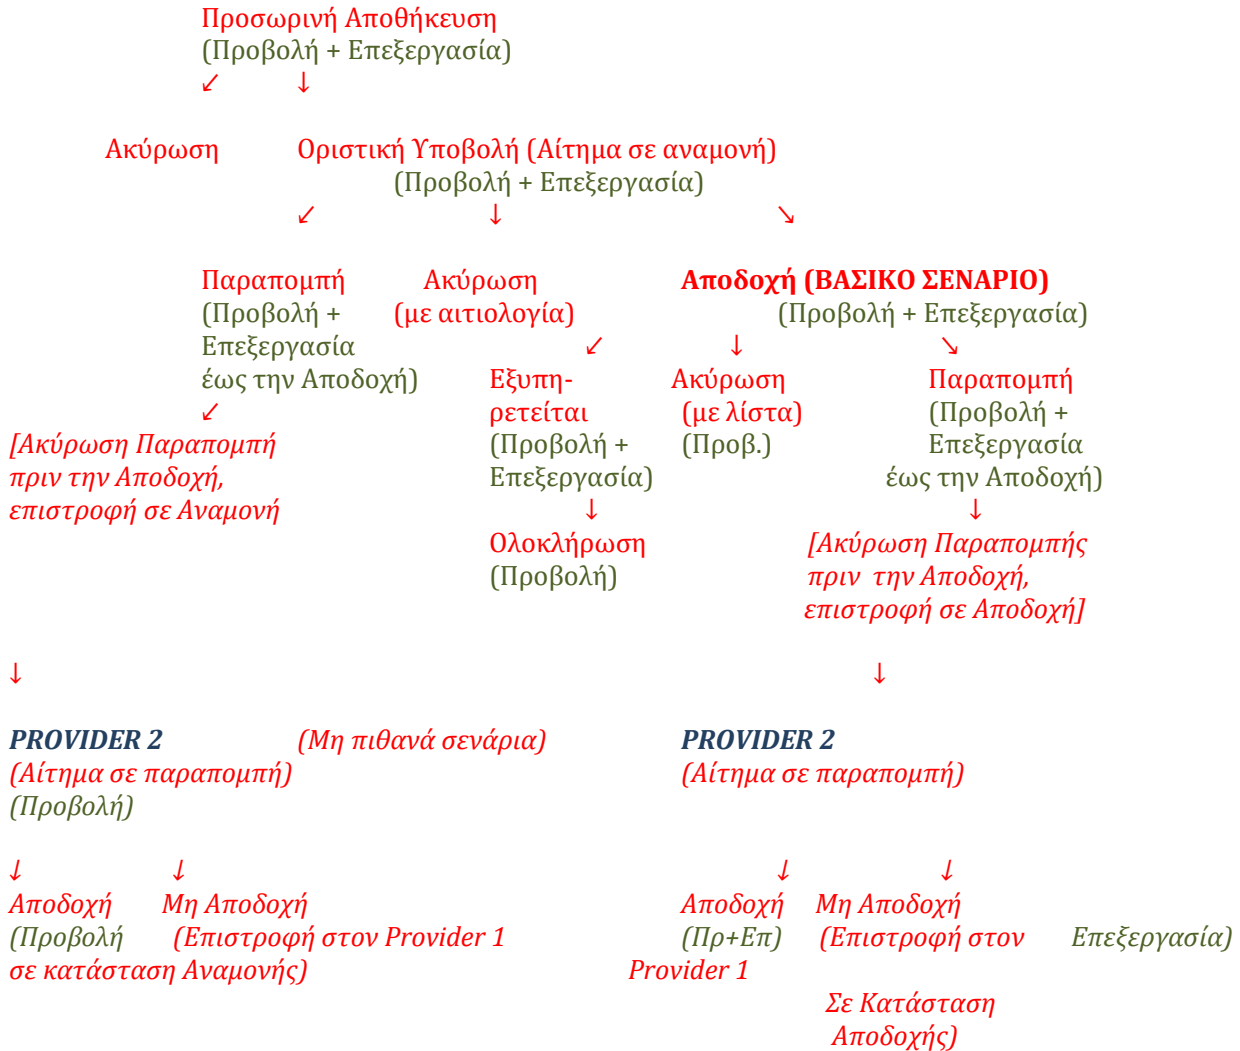 Προσωρινή Αποθήκευση
(Προβολή + Επεξεργασία)
↙ ↓
Ακύρωση Οριστική Υποβολή (Αίτημα σε αναμονή)
(Προβολή + Επεξεργασία)
↙ ↓ ↘
Παραπομπή Ακύρωση Αποδοχή (ΒΑΣΙΚΟ ΣΕΝΑΡΙΟ)
(Προβολή + (με αιτιολογία) (Προβολή + Επεξεργασία)
Επεξεργασία ↙ ↓ ↘
έως την Αποδοχή) Εξυπη- Ακύρωση Παραπομπή
↙ ρετείται (με λίστα) (Προβολή +
[Ακύρωση Παραπομπή (Προβολή + (Προβ.) Επεξεργασία
πριν την Αποδοχή, Επεξεργασία) έως την Αποδοχή)
επιστροφή σε Αναμονή ↓ ↓
Ολοκλήρωση [Ακύρωση Παραπομπής
(Προβολή) πριν την Αποδοχή,
επιστροφή σε Αποδοχή]
↓ ↓
PROVIDER 2 (Μη πιθανά σενάρια) PROVIDER 2
(Αίτημα σε παραπομπή) (Αίτημα σε παραπομπή)
(Προβολή)
↓ ↓ ↓ ↓
Αποδοχή Μη Αποδοχή Αποδοχή Μη Αποδοχή
(Προβολή (Επιστροφή στον Provider 1 (Πρ+Επ) (Επιστροφή στον Επεξεργασία)
σε κατάσταση Αναμονής) Provider 1
Σε Κατάσταση
Αποδοχής)